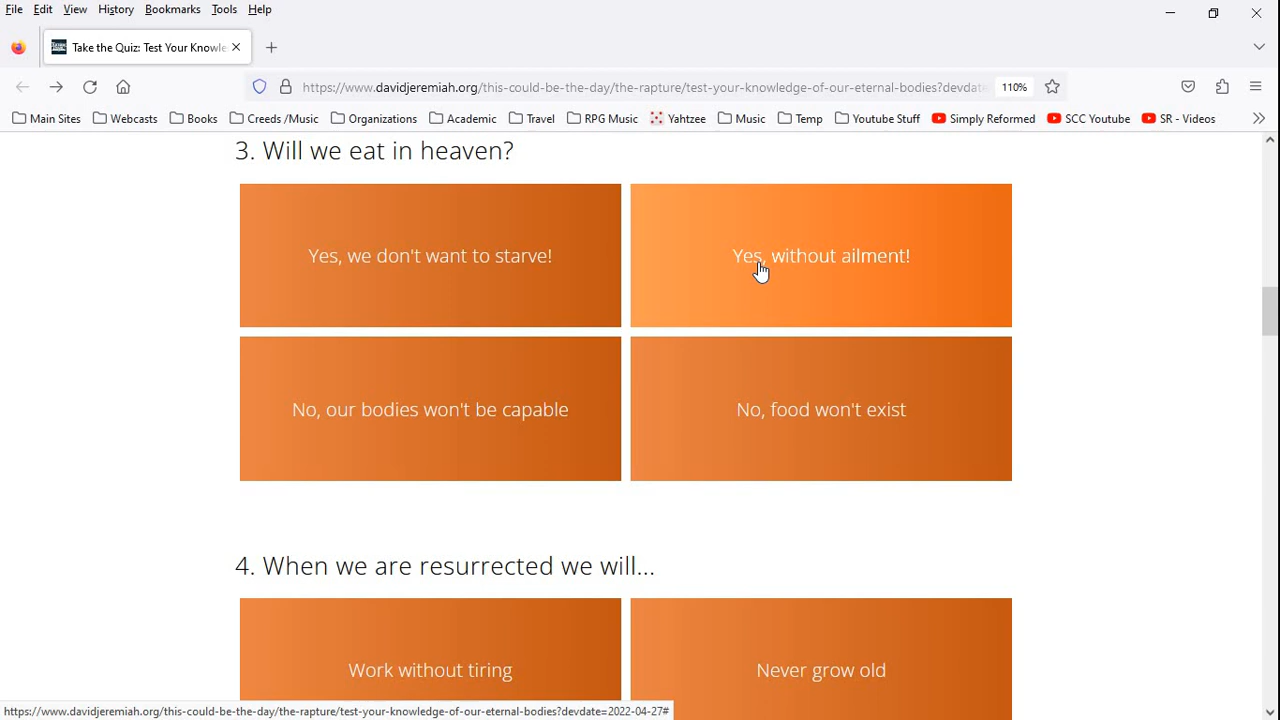 File Edit View History Bookmarks Tools Help
Take the Quiz: Test Your Knowle
https://www.davidjeremiah.org/this-could-be-the-day/the-rapture/test-your-knowledge-of-our-eternal-bodies?devdate
110%
Main Sites Webcasts Books Creeds /Music Organizations Academic Travel RPG Music Yahtzee Music Temp Youtube Stuff Simply Reformed SCC Youtube SR - Videos
3. Will we eat in heaven?
Yes, we don't want to starve! Yes, without ailment!
No, our bodies won't be capable No, food won't exist
4. When we are resurrected we will...
Work without tiring Never grow old
https://www.davidjeremiah.org/this-could-be-the-day/the-rapture/test-your-knowledge-of-our-eternal-bodies?devdate=2022-04-27#